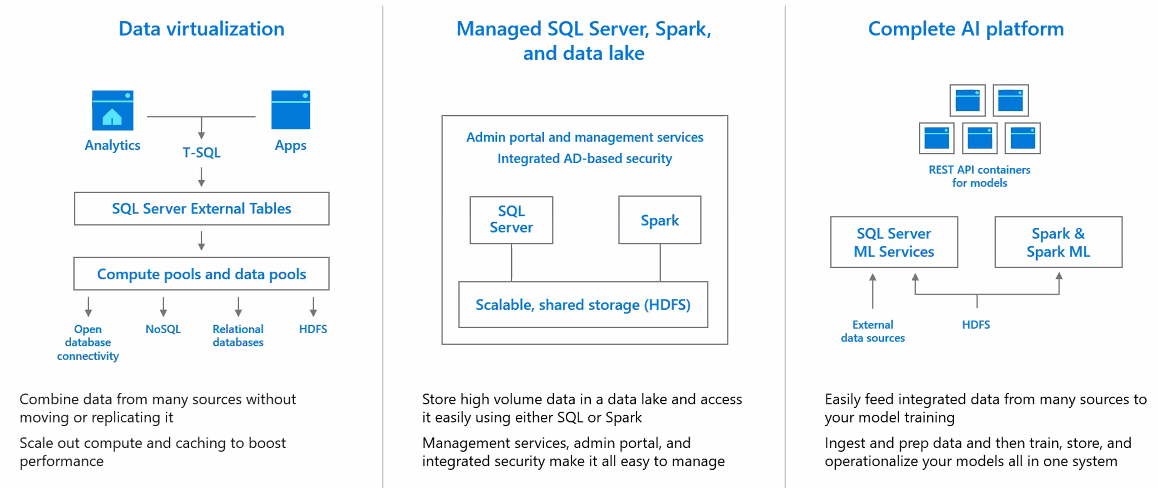 Data virtualization
Analytics
T-SQL
Apps
SQL Server External Tables
Compute pools and data pools
Open
database
connectivity
NoSQL
Relational
databases
HDFS
Combine data from many sources without
moving or replicating it
Scale out compute and caching to boost
performance
Managed SQL Server, Spark,
and data lake
Admin portal and management services
Integrated AD-based security
SQL
Server
Spark
Scalable, shared storage (HDFS)
Store high volume data in a data lake and access
it easily using either SQL or Spark
Management services, admin portal, and
integrated security make it all easy to manage
Complete AI platform
REST API containers
for models
SQL Server
ML Services
Spark &
Spark ML
External
data sources
HDFS
Easily feed integrated data from many sources to
your model training
Ingest and prep data and then train, store, and
operationalize your models all in one system